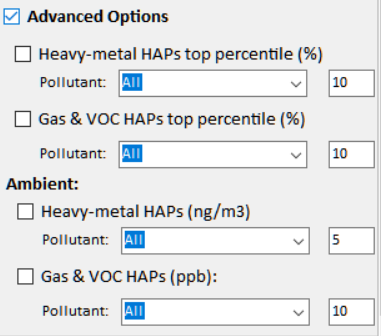 Advanced Options
Heavy-metal HAPs top percentile (%)
Pollutant: All 10
Gas & VOC HAPs top percentile (%)
Pollutant: All 10
Ambient:
Heavy-metal HAPs (ng/m3)
Pollutant: All 5
Gas & VOC HAPs (ppb):
Pollutant: All 10